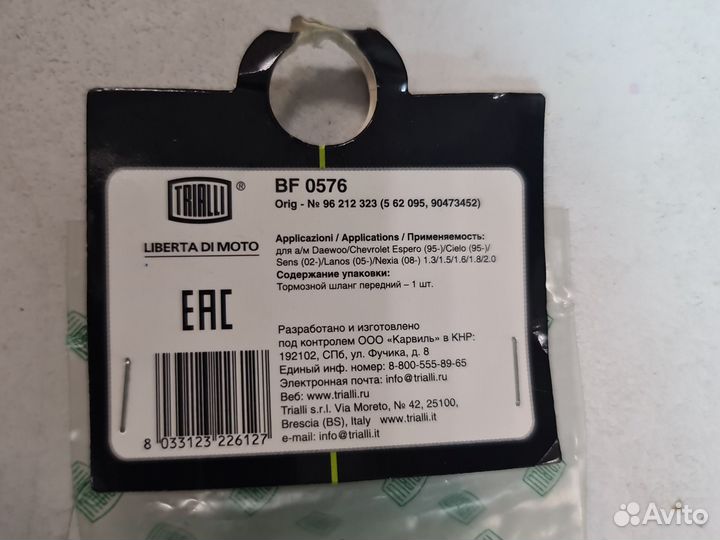 TRIALLI ®
LIBERTA DI MOTO
BF 0576
Orig - № 96 212 323 (5 62 095, 90473452)
Applicazioni / Applications / Применяемость:
для а/м Daewoo/Chevrolet Espero (95-)/Cielo (95-)/
Sens (02-)/Lanos (05-)/Nexia (08-) 1.3/1.5/1.6/1.8/2.0
Содержание упаковки:
Тормозной шланг передний – 1 шт.
EAC
Разработано и изготовлено
под контролем ООО «Карвиль» в КНР:
192102, СПб, ул. Фучика, д. 8
Единый инф. номер: 8-800-555-89-65
Электронная почта: info@trialli.ru
Веб: www.trialli.ru
Trialli s.r.l. Via Moreto, № 42, 25100,
Brescia (BS), Italy www.trialli.it
e-mail: info@trialli.it
8 033123 226127
Avito